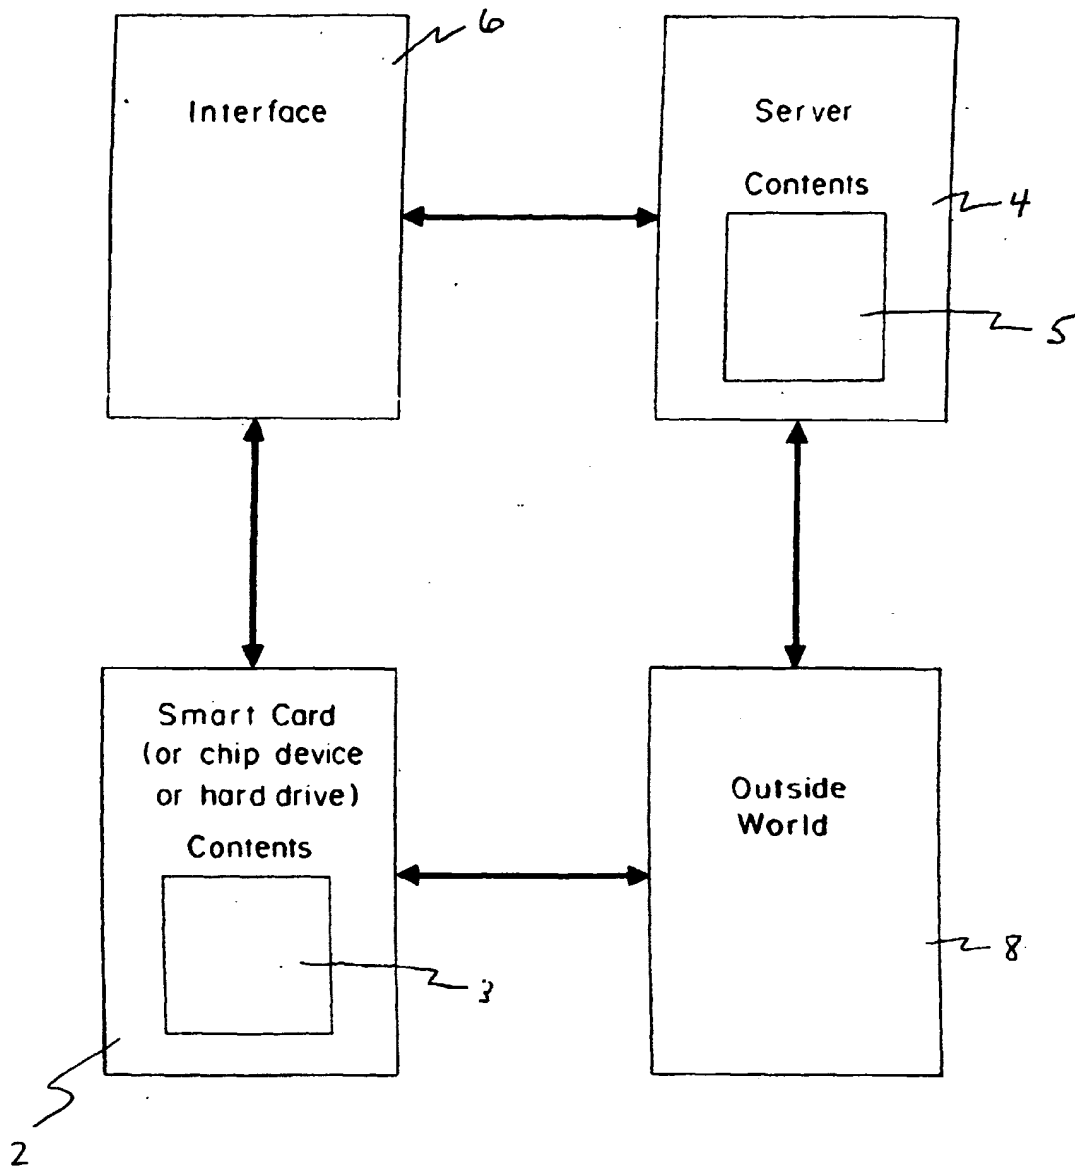 6
Interface
Server
Contents
4
5
Smart Card
(or chip device
or hard drive)
Contents
3
2
Outside
World
8